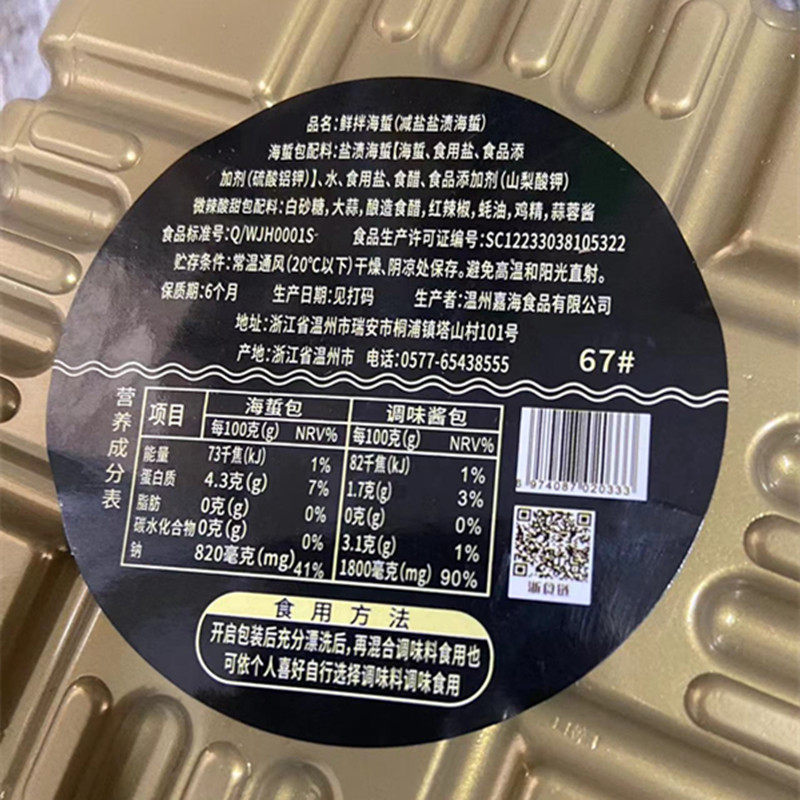 品名:鲜拌海蜇(减盐盐渍海蜇)
海蜇包配料:盐渍海蜇【海蜇、食用盐、食品添
加剂(硫酸铝钾)】、水、食用盐、食醋、食品添加剂(山梨酸钾)
微辣酸甜包配料:白砂糖,大蒜,酿造食醋,红辣椒,蚝油,鸡精,蒜蓉酱
食品标准号:Q/WJH0001S 食品生产许可证编号:SC12233038105322
贮存条件:常温通风(20℃以下)干燥、阴凉处保存。避免高温和阳光直射。
保质期:6个月 生产日期:见打码 生产者:温州嘉海食品有限公司
地址:浙江省温州市瑞安市桐浦镇塔山村101号
产地:浙江省温州市 电话:0577-65438555 67#
营养成分表
项目 海蜇包 调味酱包
每100克(g) NRV% 每100克(g) NRV%
能量 73千焦(kJ) 1% 82千焦(kJ) 1%
蛋白质 4.3克(g) 7% 1.7克(g) 3%
脂肪 0克(g) 0% 0克(g) 0%
碳水化合物 0克(g) 0% 3.1克(g) 1%
钠 820毫克(mg) 41% 1800毫克(mg) 90%
6 974087 020333
食用方法
开启包装后充分漂洗后,再混合调味料食用也
可依个人喜好自行选择调味料调味食用